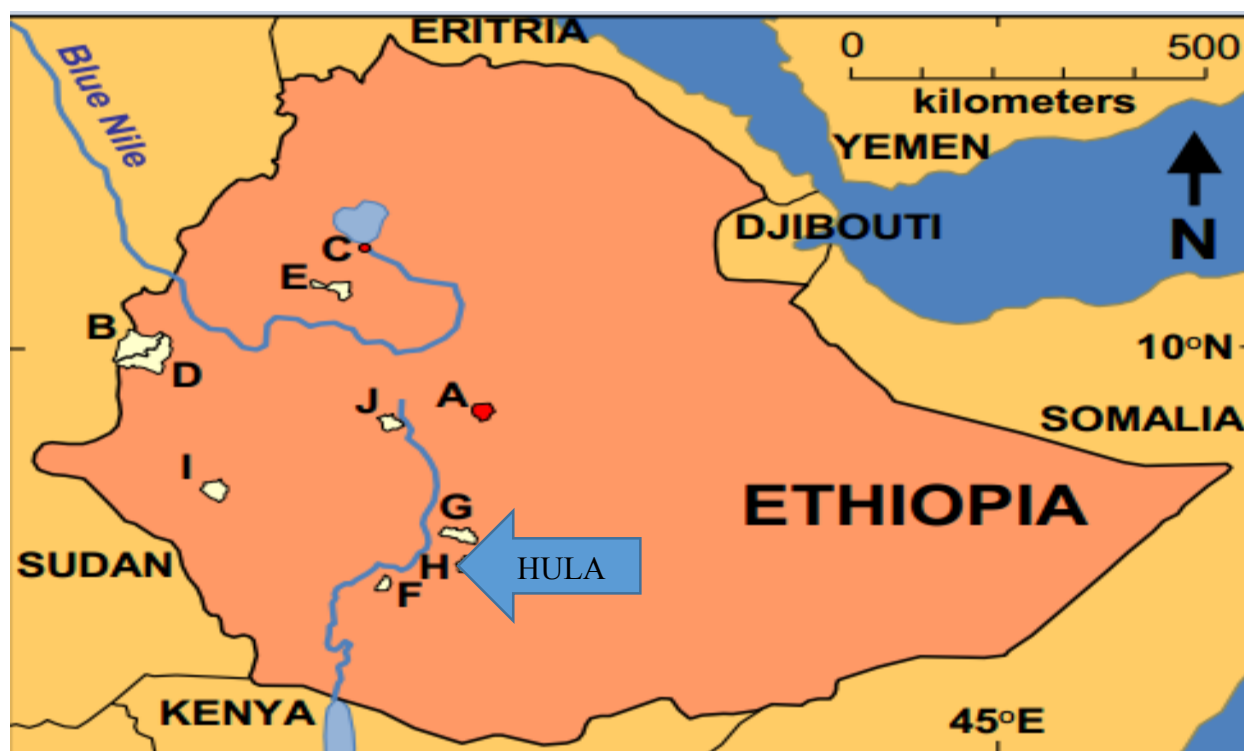 ERITRIA
0 500
kilometers
Blue Nile
YEMEN
N
DJIBOUTI
C
E
B
D
10°N
J
A
SOMALIA
I
ETHIOPIA
G
SUDAN
H
HULA
F
KENYA
45°E